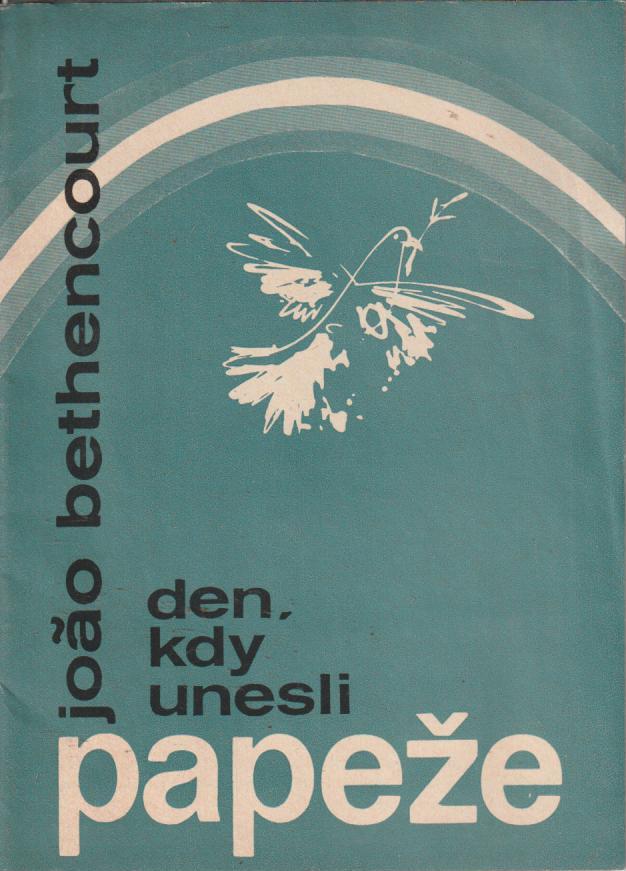 joão bethencourt
den,
kdy
unesli
papeže